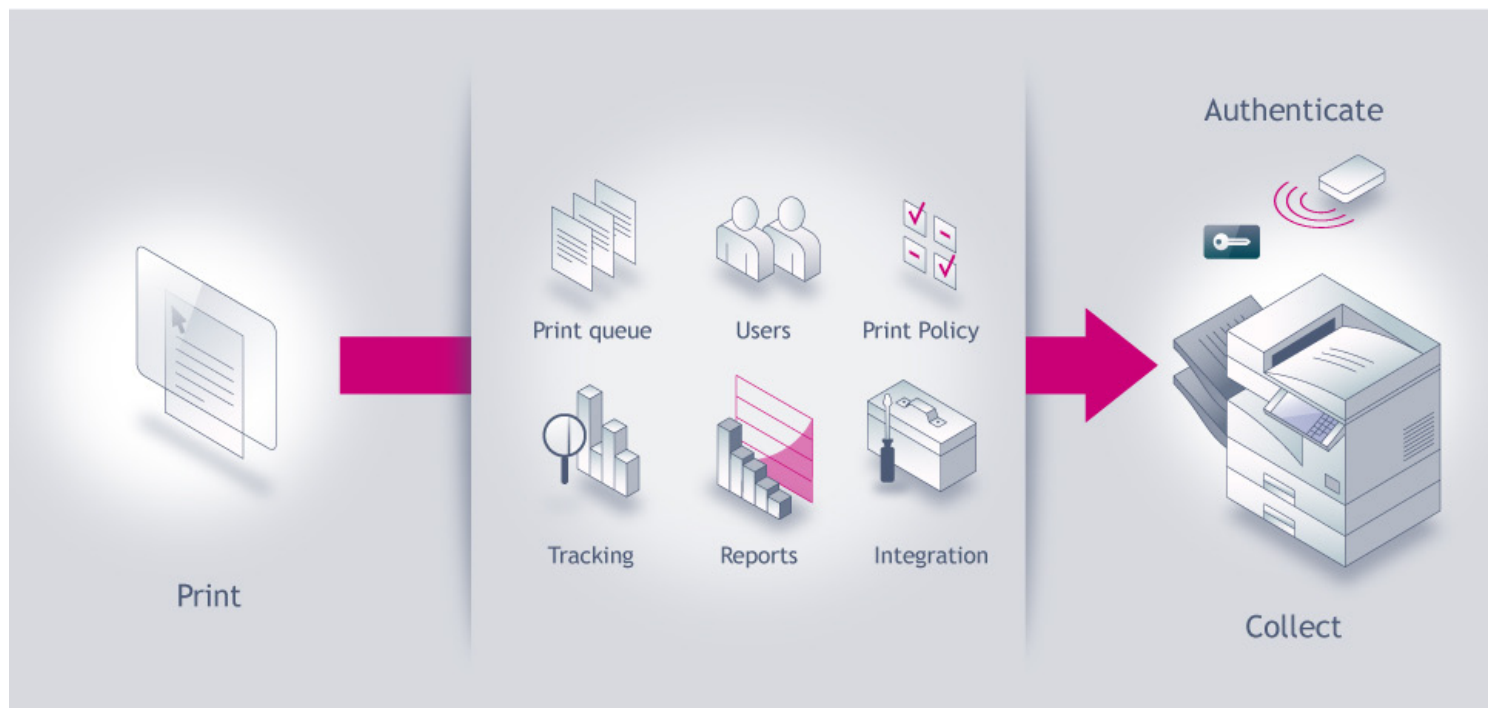 Print
Print queue
Users
Print Policy
Tracking
Reports
Integration
Authenticate
Collect